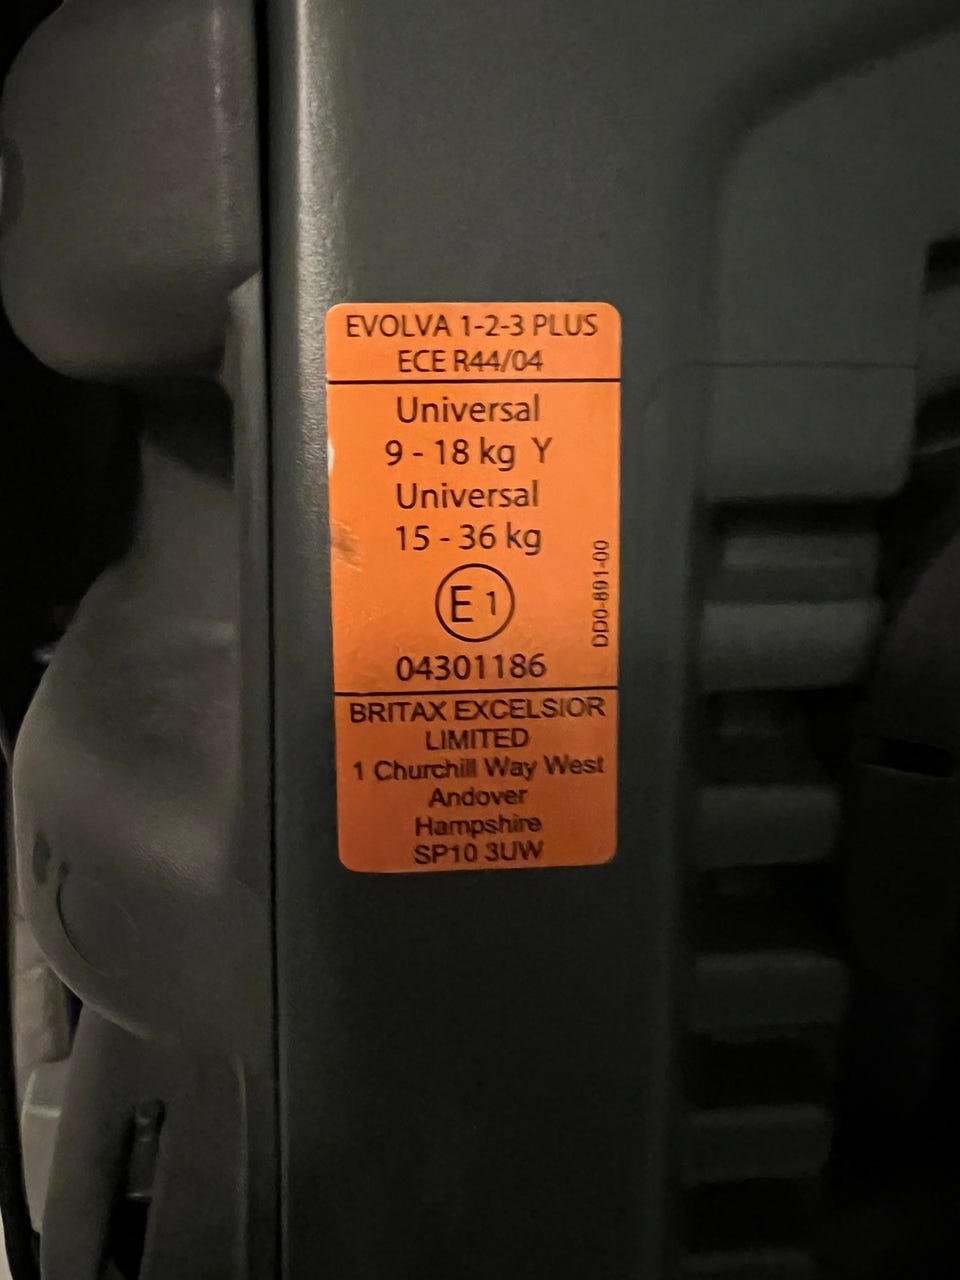 EVOLVA 1-2-3 PLUS
ECE R44/04
Universal
9 - 18 kg Y
Universal
15 - 36 kg
E 1
04301186
DD0-891-00
BRITAX EXCELSIOR
LIMITED
1 Churchill Way West
Andover
Hampshire
SP10 3UW